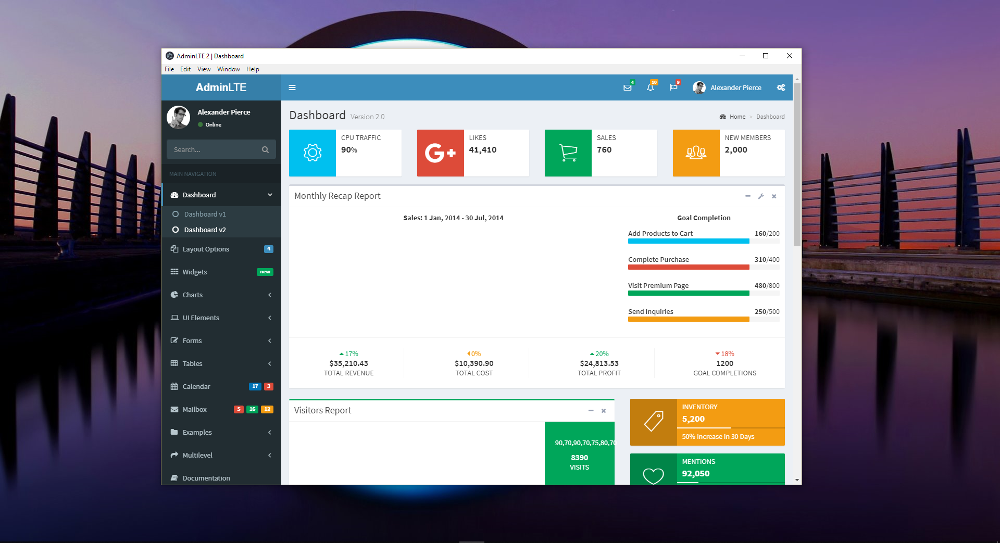 AdminLTE 2 | Dashboard
File Edit View Window Help
AdminLTE
4
10
9
Alexander Pierce
Alexander Pierce
Online
Search...
MAIN NAVIGATION
Dashboard
Dashboard v1
Dashboard v2
Layout Options 4
Widgets new
Charts
UI Elements
Forms
Tables
Calendar 17 3
Mailbox 5 16 12
Examples
Multilevel
Documentation
Dashboard Version 2.0
Home > Dashboard
CPU TRAFFIC
90%
G+
LIKES
41,410
SALES
760
NEW MEMBERS
2,000
Monthly Recap Report
Sales: 1 Jan, 2014 - 30 Jul, 2014
Goal Completion
Add Products to Cart 160/200
Complete Purchase 310/400
Visit Premium Page 480/800
Send Inquiries 250/500
17%
$35,210.43
TOTAL REVENUE
0%
$10,390.90
TOTAL COST
20%
$24,813.53
TOTAL PROFIT
18%
1200
GOAL COMPLETIONS
Visitors Report
90,70,90,70,75,80,70
8390
VISITS
INVENTORY
5,200
50% Increase in 30 Days
MENTIONS
92,050